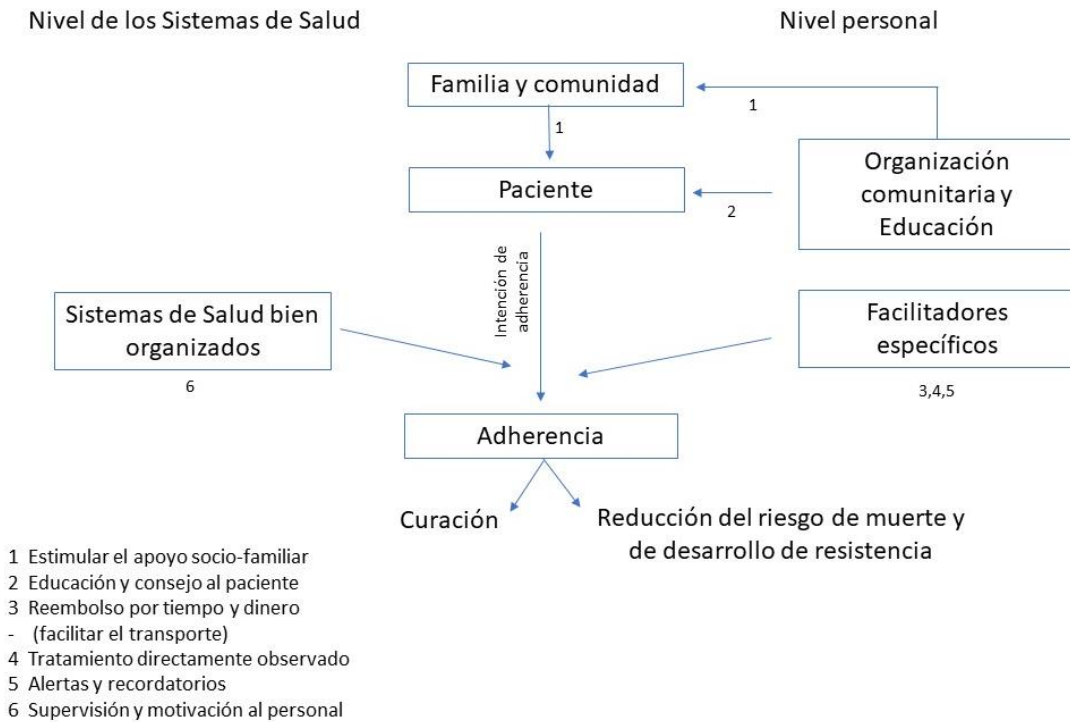 Nivel de los Sistemas de Salud
Nivel personal
Familia y comunidad
1
1
Paciente
2
Organización
comunitaria y
Educación
Intención de
adherencia
Sistemas de Salud bien
organizados
6
Facilitadores
específicos
3,4,5
Adherencia
Curación
Reducción del riesgo de muerte y
de desarrollo de resistencia
1 Estimular el apoyo socio-familiar
2 Educación y consejo al paciente
3 Reembolso por tiempo y dinero
- (facilitar el transporte)
4 Tratamiento directamente observado
5 Alertas y recordatorios
6 Supervisión y motivación al personal